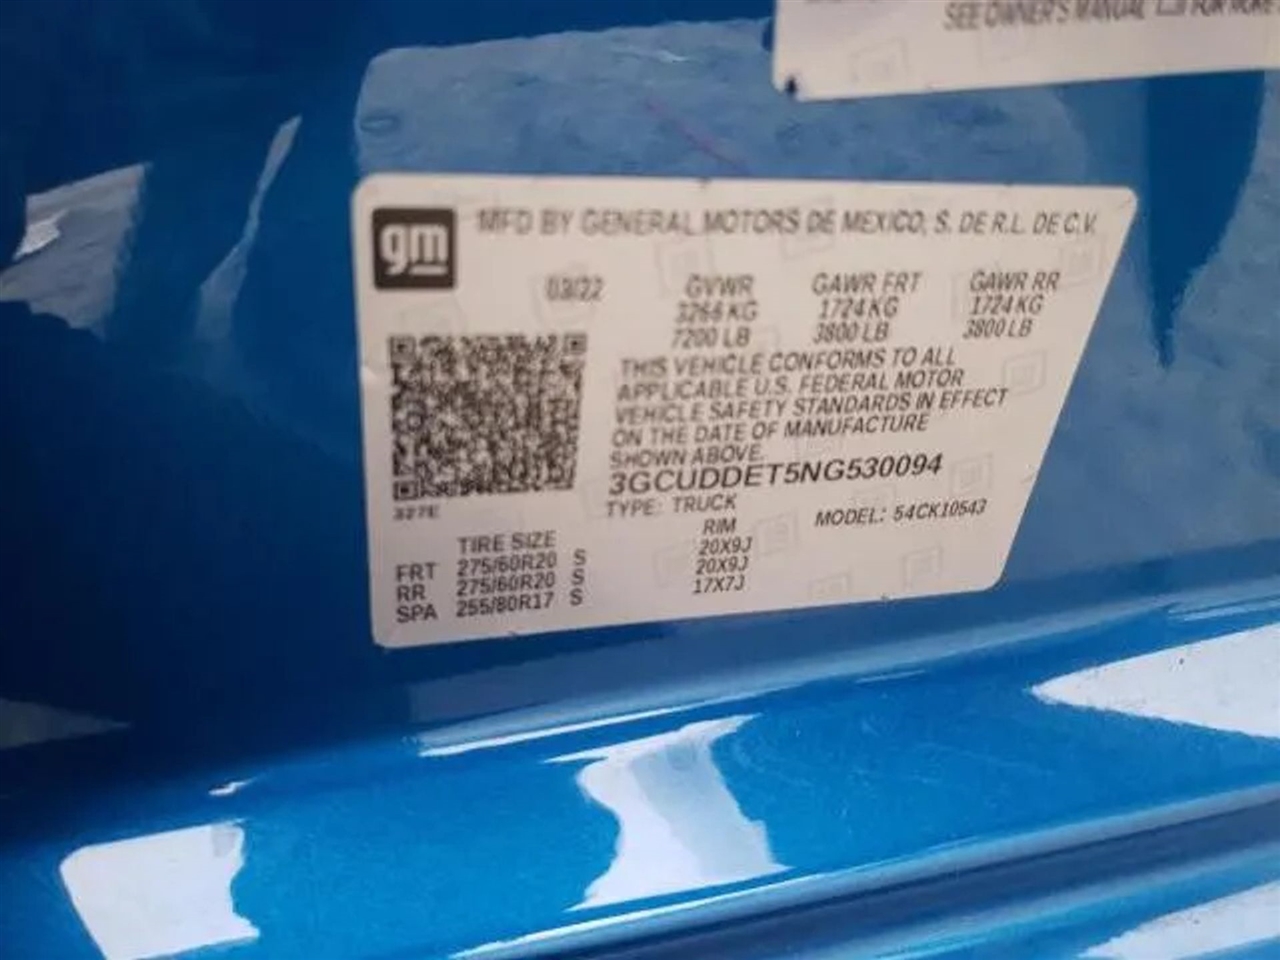 SEE OWNER'S MANUAL FOR MORE
gm
MFD BY GENERAL MOTORS DE MEXICO, S. DE R.L. DE C.V.
03/22 GVWR GAWR FRT GAWR RR
3266 KG 1724 KG 1724 KG
7200 LB 3800 LB 3800 LB
THIS VEHICLE CONFORMS TO ALL
APPLICABLE U.S. FEDERAL MOTOR
VEHICLE SAFETY STANDARDS IN EFFECT
ON THE DATE OF MANUFACTURE
SHOWN ABOVE.
3GCUDDET5NG530094
327E
TYPE: TRUCK MODEL: 54CK10543
TIRE SIZE RIM
FRT 275/60R20 S 20X9J
RR 275/60R20 S 20X9J
SPA 255/80R17 S 17X7J